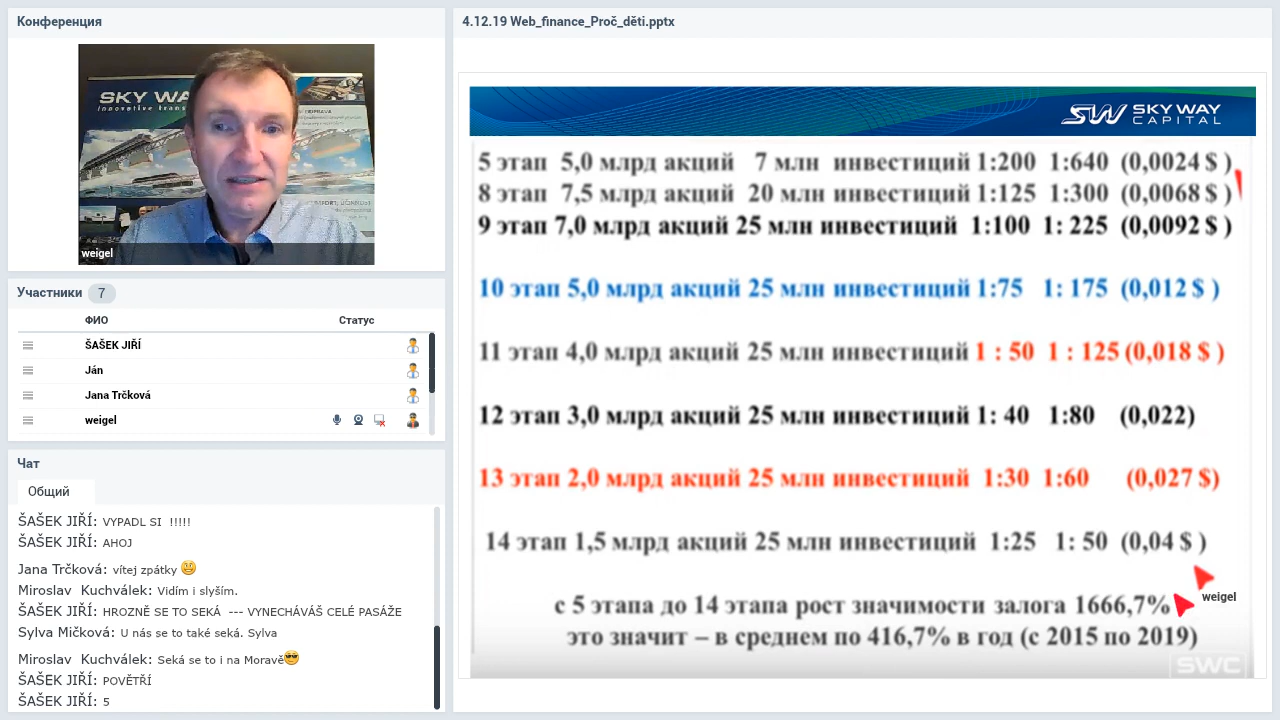 Конференция
SKY WA
innovative trans
weigel
Участники 7
ФИО Статус
ŠAŠEK JIŘÍ
Ján
Jana Trčková
weigel
Чат
Общий
ŠAŠEK JIŘÍ: VYPADL SI !!!!!
ŠAŠEK JIŘÍ: AHOJ
Jana Trčková: vítej zpátky
Miroslav Kuchválek: Vidím i slyším.
ŠAŠEK JIŘÍ: HROZNĚ SE TO SEKÁ --- VYNECHÁVÁŠ CELÉ PASÁŽE
Sylva Mičková: U nás se to také seká. Sylva
Miroslav Kuchválek: Seká se to i na Moravě
ŠAŠEK JIŘÍ: POVĚTŘÍ
ŠAŠEK JIŘÍ: 5
4.12.19 Web_finance_Proč_děti.pptx
SW SKY WAY
CAPITAL
5 этап 5,0 млрд акций 7 млн инвестиций 1:200 1:640 (0,0024 $ )
8 этап 7,5 млрд акций 20 млн инвестиций 1:125 1:300 (0,0068 $ )
9 этап 7,0 млрд акций 25 млн инвестиций 1:100 1: 225 (0,0092 $ )
10 этап 5,0 млрд акций 25 млн инвестиций 1:75 1: 175 (0,012 $ )
11 этап 4,0 млрд акций 25 млн инвестиций 1 : 50 1 : 125 (0,018 $ )
12 этап 3,0 млрд акций 25 млн инвестиций 1: 40 1:80 (0,022)
13 этап 2,0 млрд акций 25 млн инвестиций 1:30 1:60 (0,027 $)
14 этап 1,5 млрд акций 25 млн инвестиций 1:25 1: 50 (0,04 $ )
weigel
с 5 этапа до 14 этапа рост значимости залога 1666,7%
это значит – в среднем по 416,7% в год (с 2015 по 2019)
SWC